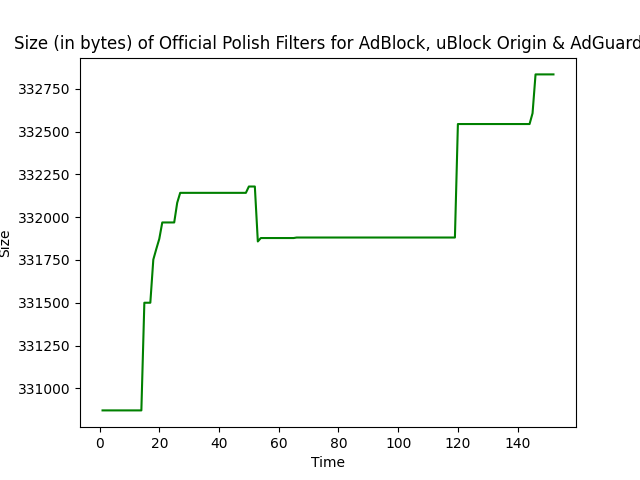 Size (in bytes) of Official Polish Filters for AdBlock, uBlock Origin & AdGuard
332750
332500
332250
332000
331750
331500
331250
331000
Size
0 20 40 60 80 100 120 140
Time